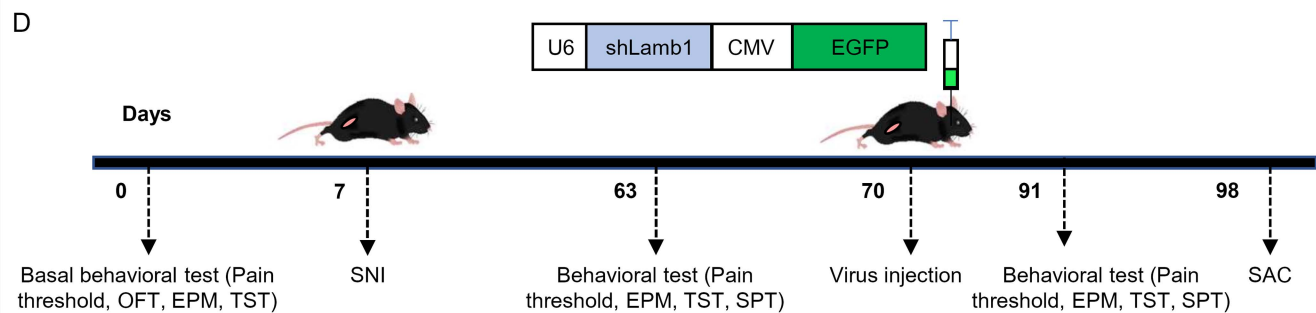 D
U6 shLamb1 CMV EGFP
Days
0 7 63 70 91 98
Basal behavioral test (Pain
threshold, OFT, EPM, TST)
SNI
Behavioral test (Pain
threshold, EPM, TST, SPT)
Virus injection
Behavioral test (Pain
threshold, EPM, TST, SPT)
SAC